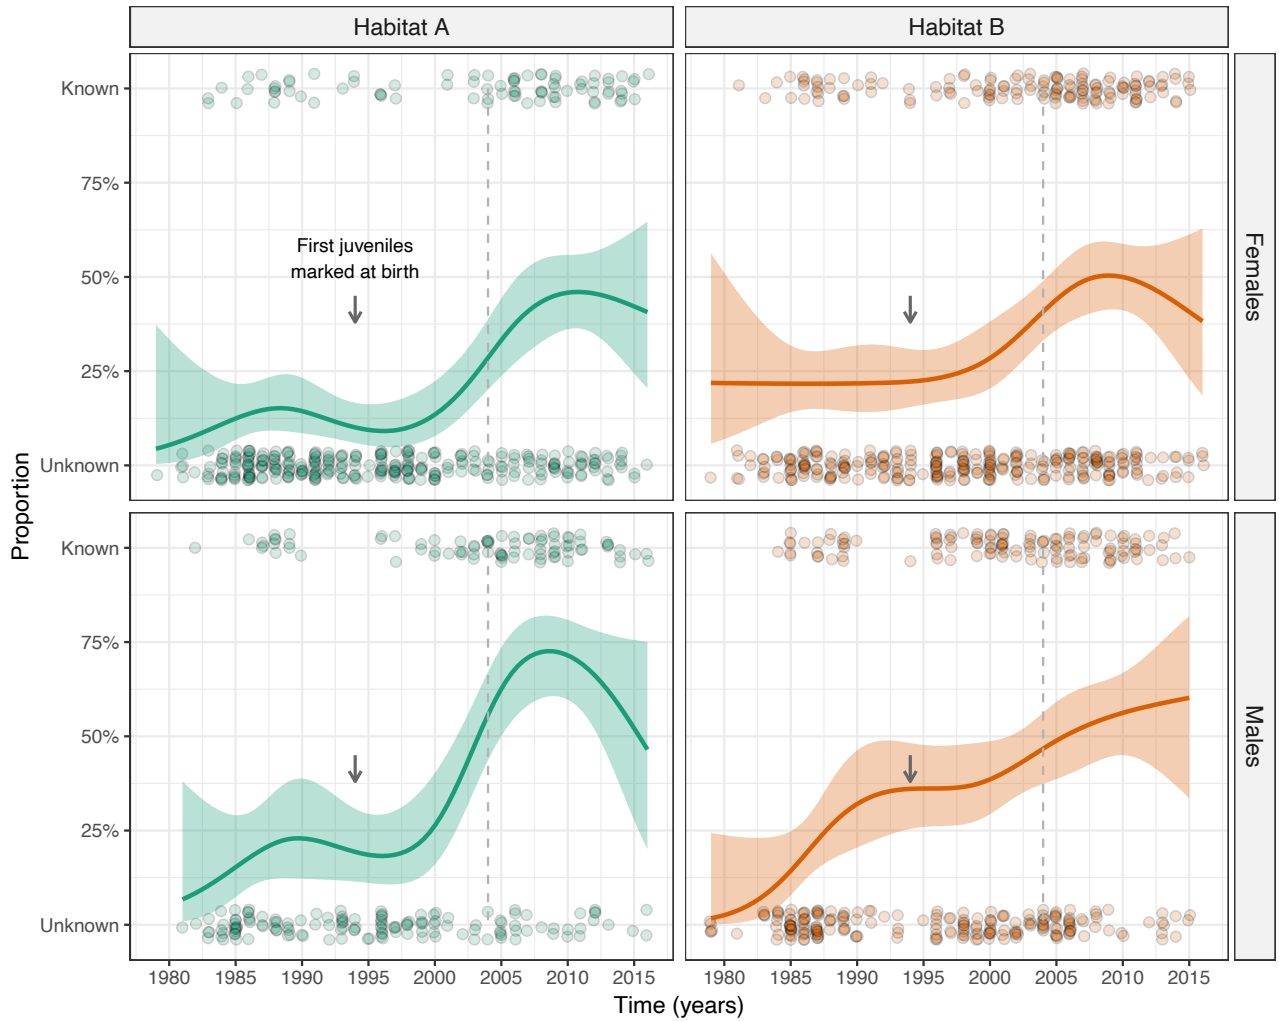 Habitat A
Habitat B
Known
75%
50%
25%
Unknown
First juveniles
marked at birth
Females
Known
75%
50%
25%
Unknown
Males
Proportion
1980 1985 1990 1995 2000 2005 2010 2015
1980 1985 1990 1995 2000 2005 2010 2015
Time (years)